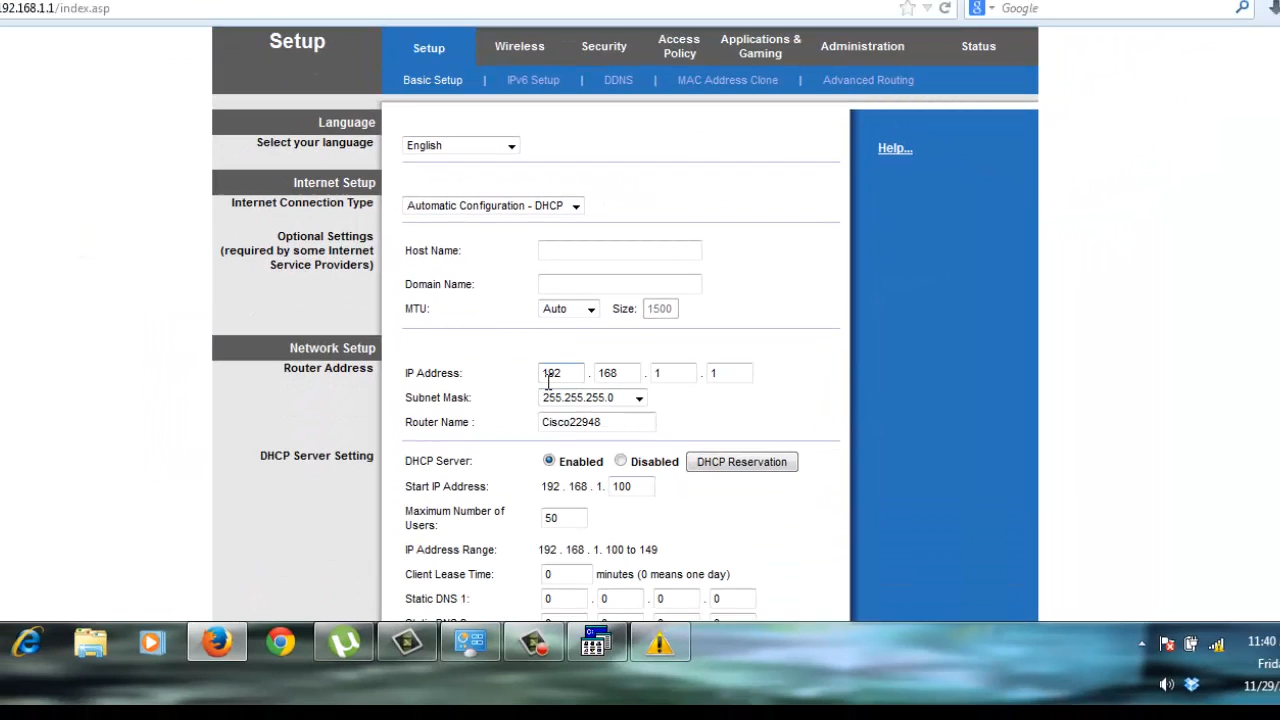 192.168.1.1/index.asp
Google
Setup
Setup
Wireless
Security
Access
Policy
Applications &
Gaming
Administration
Status
Basic Setup | IPv6 Setup | DDNS | MAC Address Clone | Advanced Routing
Language
Select your language
English
Help...
Internet Setup
Internet Connection Type
Automatic Configuration - DHCP
Optional Settings
(required by some Internet
Service Providers)
Host Name:
Domain Name:
MTU: Auto Size: 1500
Network Setup
Router Address
IP Address: 192 . 168 . 1 . 1
Subnet Mask: 255.255.255.0
Router Name : Cisco22948
DHCP Server Setting
DHCP Server: Enabled Disabled DHCP Reservation
Start IP Address: 192 . 168 . 1. 100
Maximum Number of
Users:
50
IP Address Range: 192 . 168 . 1. 100 to 149
Client Lease Time: 0 minutes (0 means one day)
Static DNS 1: 0 . 0 . 0 . 0
11:40
11/29/